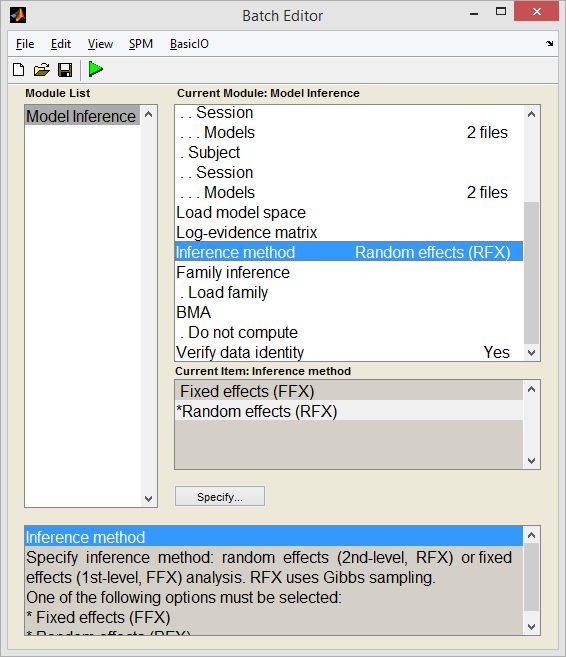 Batch Editor
File Edit View SPM BasicIO
Module List
Model Inference
Current Module: Model Inference
. . Session
. . . Models 2 files
. Subject
. . Session
. . . Models 2 files
Load model space
Log-evidence matrix
Inference method Random effects (RFX)
Family inference
. Load family
BMA
. Do not compute
Verify data identity Yes
Current Item: Inference method
Fixed effects (FFX)
*Random effects (RFX)
Specify...
Inference method
Specify inference method: random effects (2nd-level, RFX) or fixed
effects (1st-level, FFX) analysis. RFX uses Gibbs sampling.
One of the following options must be selected:
* Fixed effects (FFX)
* Random effects (RFX)